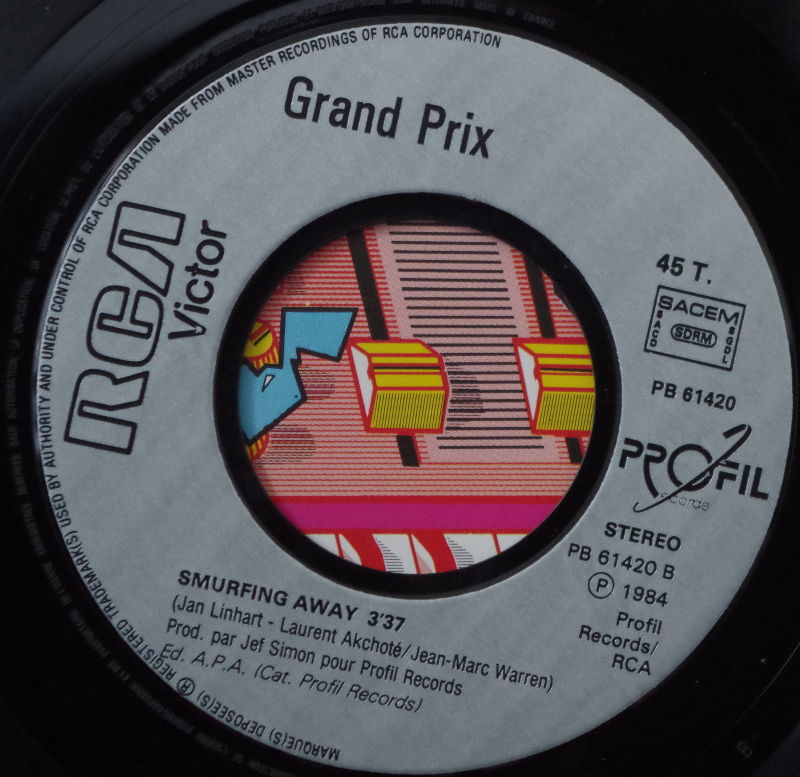 Grand Prix
RCA
Victor
45 T.
SACEM
SACD
SDRM
SGDL
PB 61420
PROFIL
records
STEREO
PB 61420 B
Ⓟ 1984
Profil
Records/
RCA
SMURFING AWAY 3'37
(Jan Linhart - Laurent Akchoté/Jean-Marc Warren)
Prod. par Jef Simon pour Profil Records
Ed. A.P.A. (Cat. Profil Records)
MARQUE(S) DEPOSEE(S) ® REGISTERED TRADEMARK(S) USED BY AUTHORITY AND UNDER CONTROL OF RCA CORPORATION MADE FROM MASTER RECORDINGS OF RCA CORPORATION